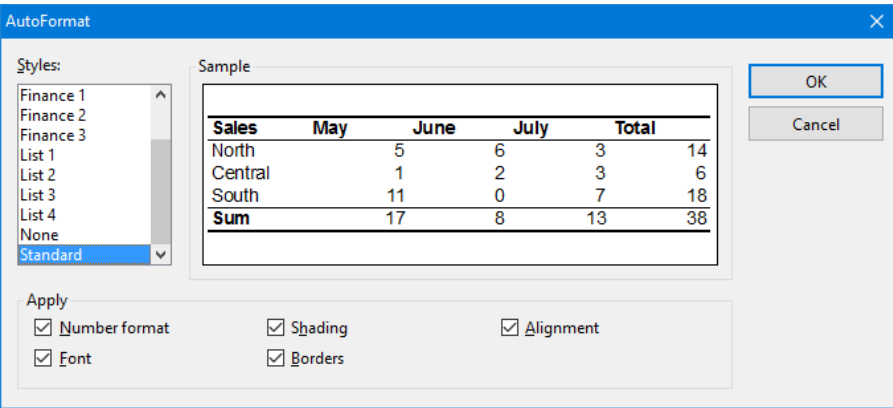 AutoFormat
Styles:
Finance 1
Finance 2
Finance 3
List 1
List 2
List 3
List 4
None
Standard
Sample
Sales May June July Total
North 5 6 3 14
Central 1 2 3 6
South 11 0 7 18
Sum 17 8 13 38
OK
Cancel
Apply
Number format Shading Alignment
Font Borders